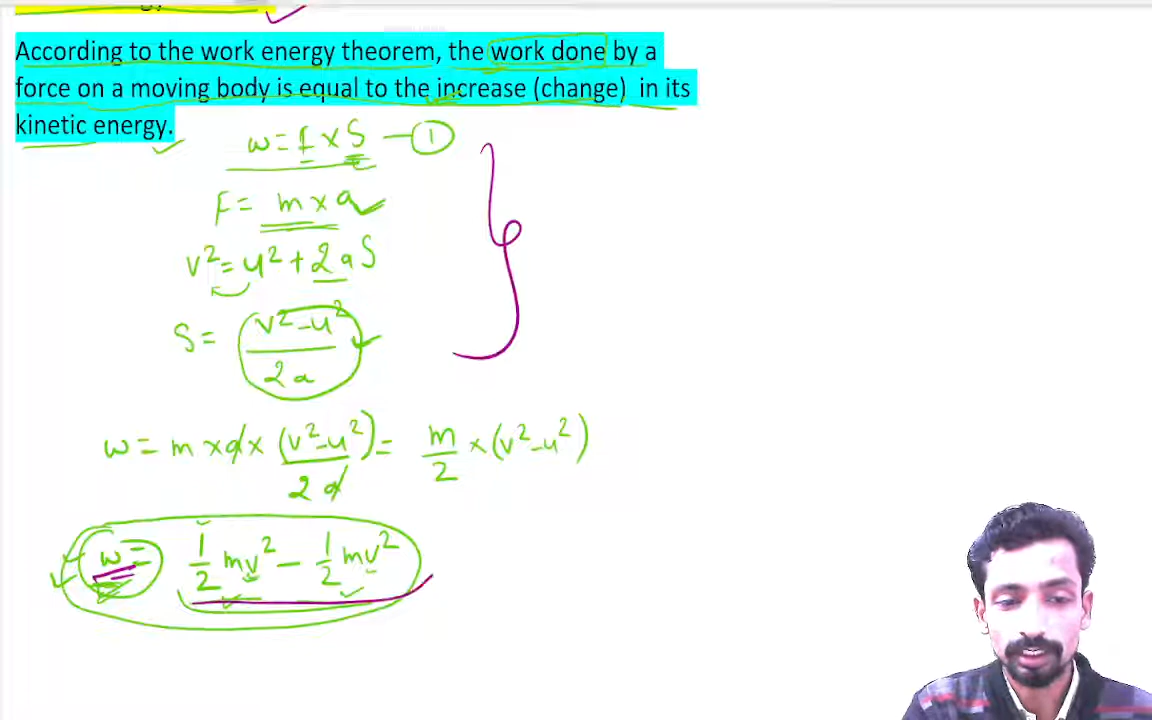 According to the work energy theorem, the work done by a
force on a moving body is equal to the increase (change) in its
kinetic energy.
w = f × S — ①
F = m × a
v² = u² + 2aS
S = v² - u² / 2a
w = m × a × (v² - u²) / 2a = m/2 × (v² - u²)
w = 1/2 mv² - 1/2 mv²